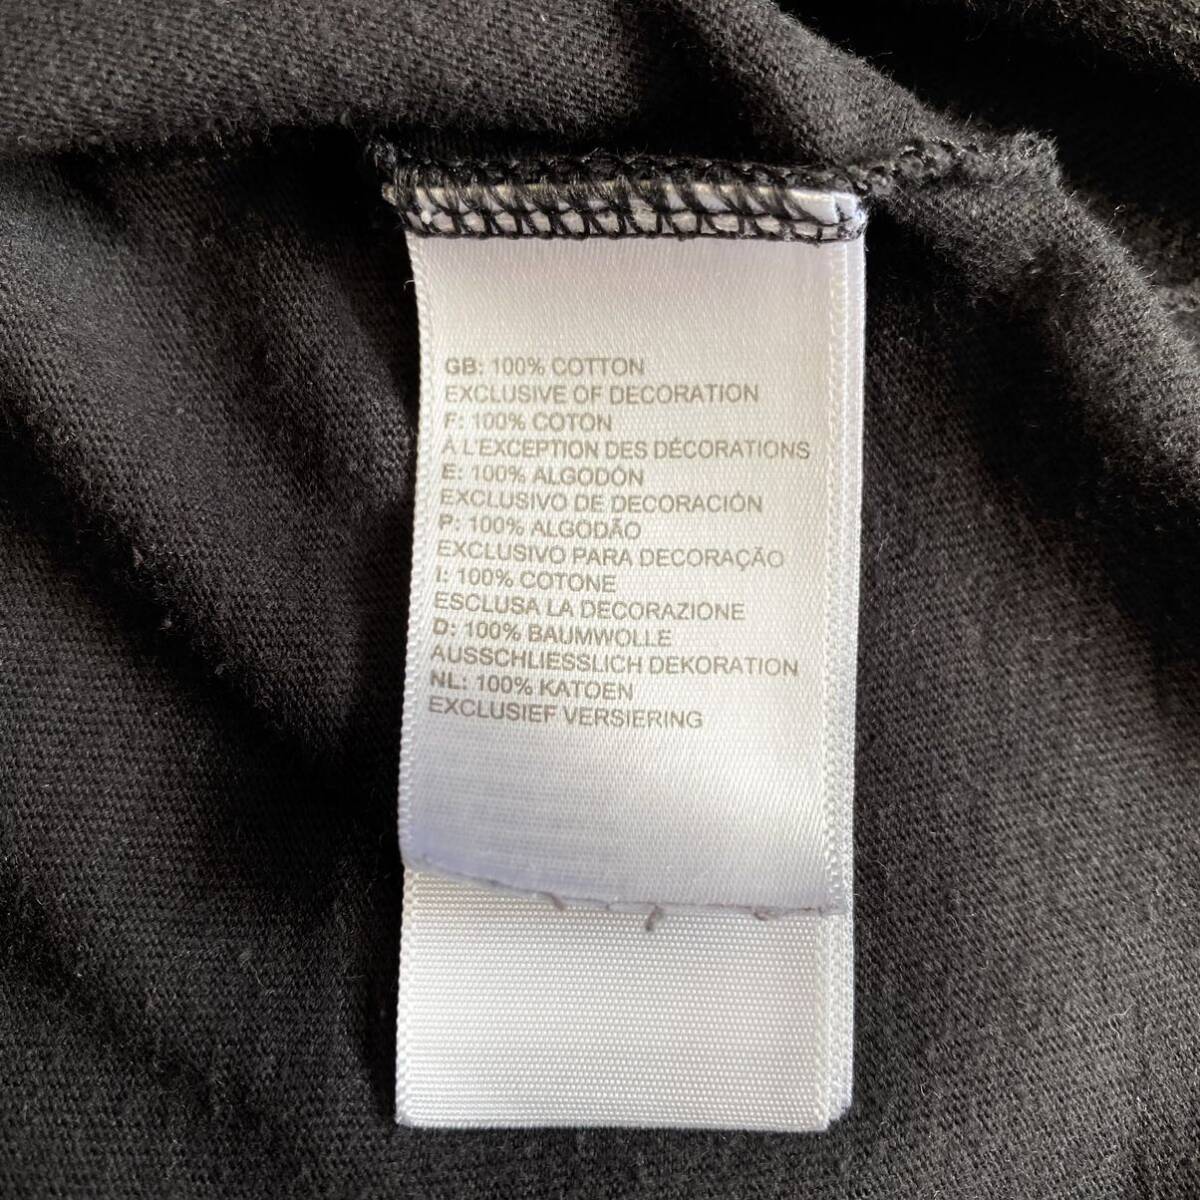 GB: 100% COTTON
EXCLUSIVE OF DECORATION
F: 100% COTON
À L'EXCEPTION DES DÉCORATIONS
E: 100% ALGODÓN
EXCLUSIVO DE DECORACIÓN
P: 100% ALGODÃO
EXCLUSIVO PARA DECORAÇÃO
I: 100% COTONE
ESCLUSA LA DECORAZIONE
D: 100% BAUMWOLLE
AUSSCHLIESSLICH DEKORATION
NL: 100% KATOEN
EXCLUSIEF VERSIERING